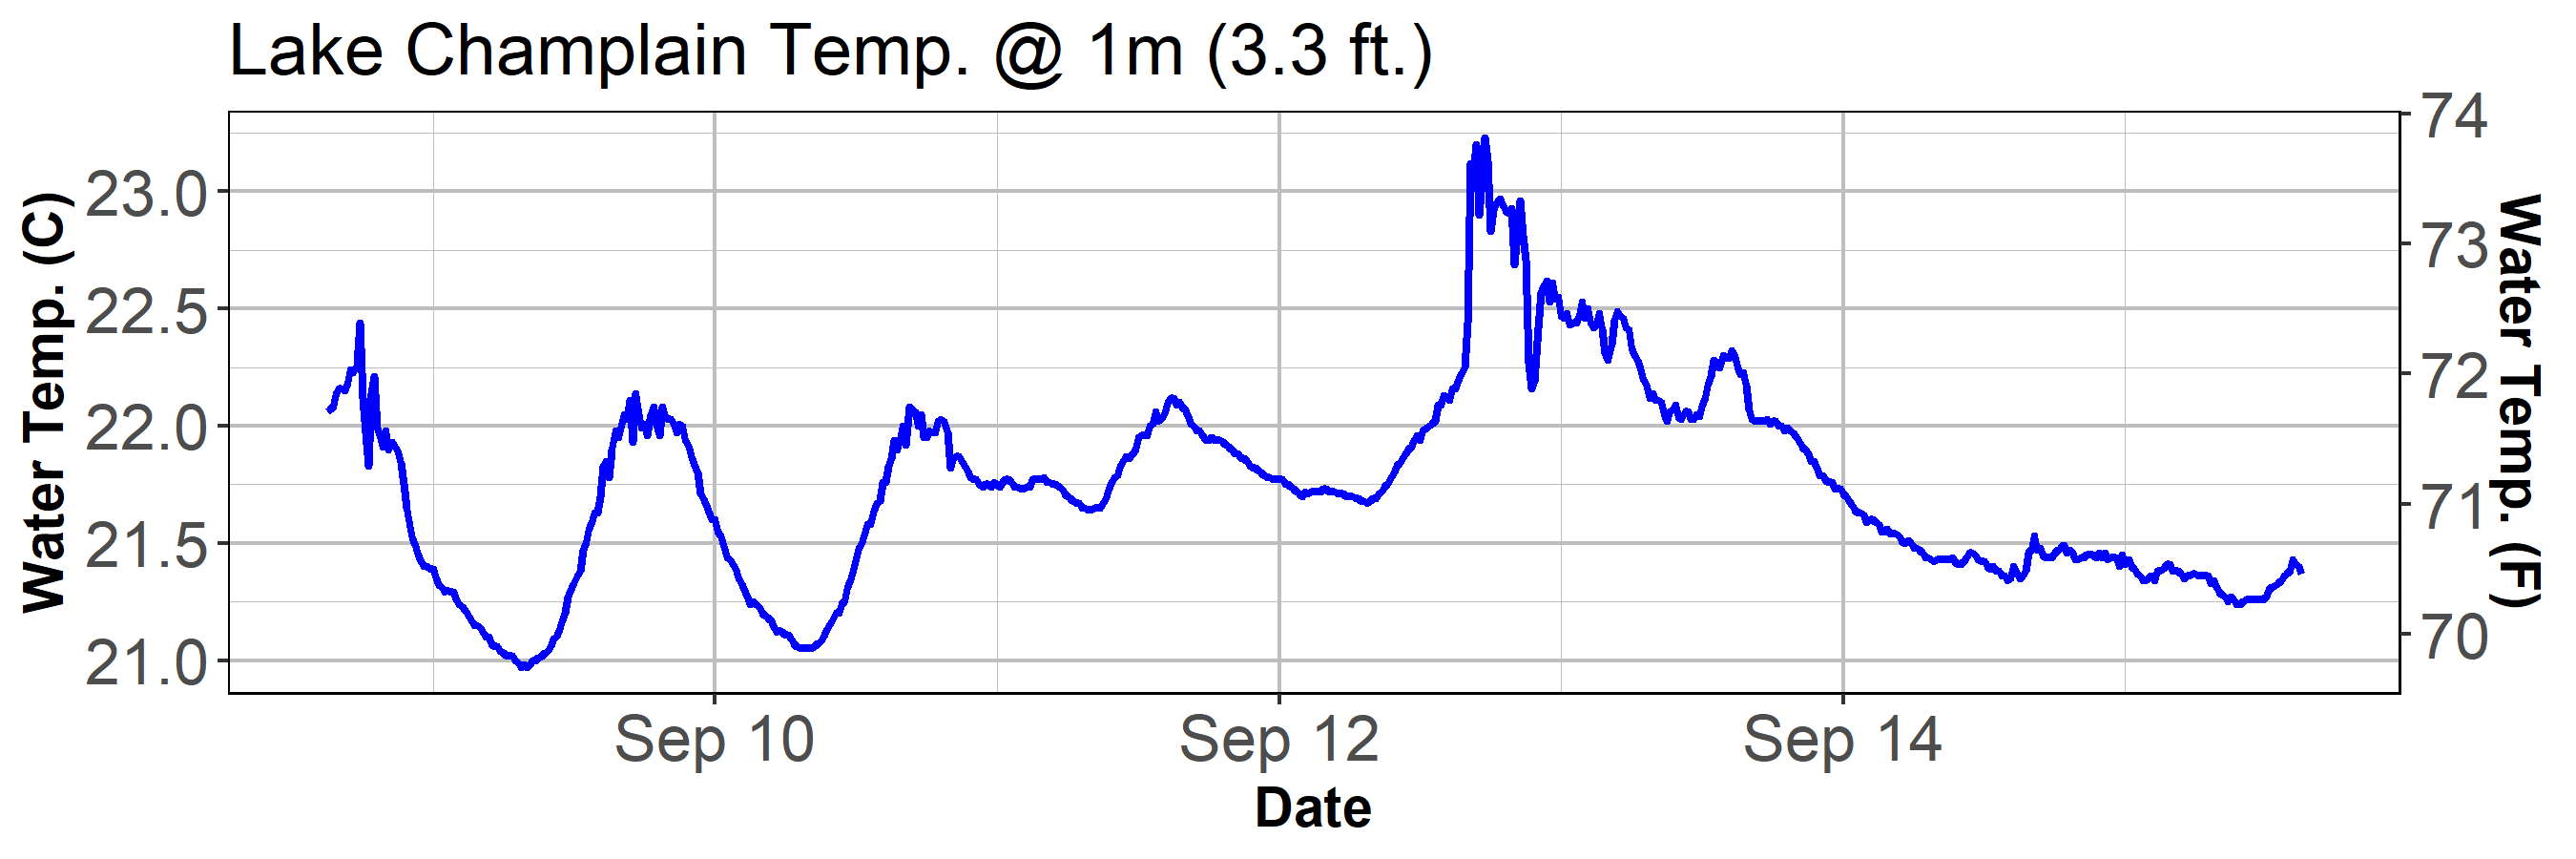 Lake Champlain Temp. @ 1m (3.3 ft.)
Water Temp. (C)
23.0
22.5
22.0
21.5
21.0
74
73
72
71
70
Water Temp. (F)
Sep 10
Sep 12
Sep 14
Date